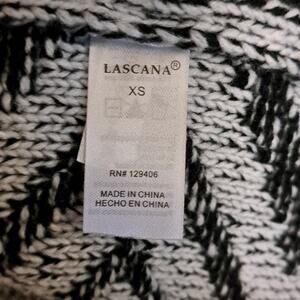 LASCANA®
XS
RN# 129406
MADE IN CHINA
HECHO EN CHINA